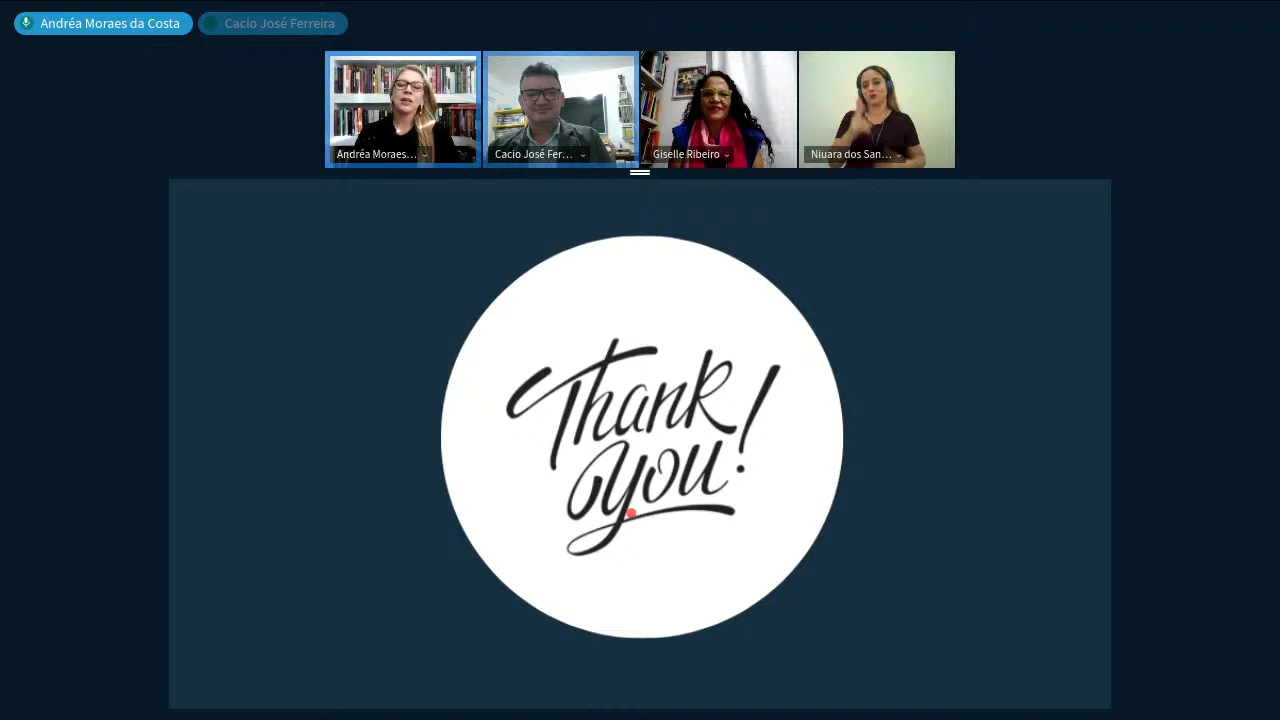 Andréa Moraes da Costa
Cacio José Ferreira
Andréa Moraes...
Cacio José Fer...
Giselle Ribeiro
Niuara dos San...
Thank
you!